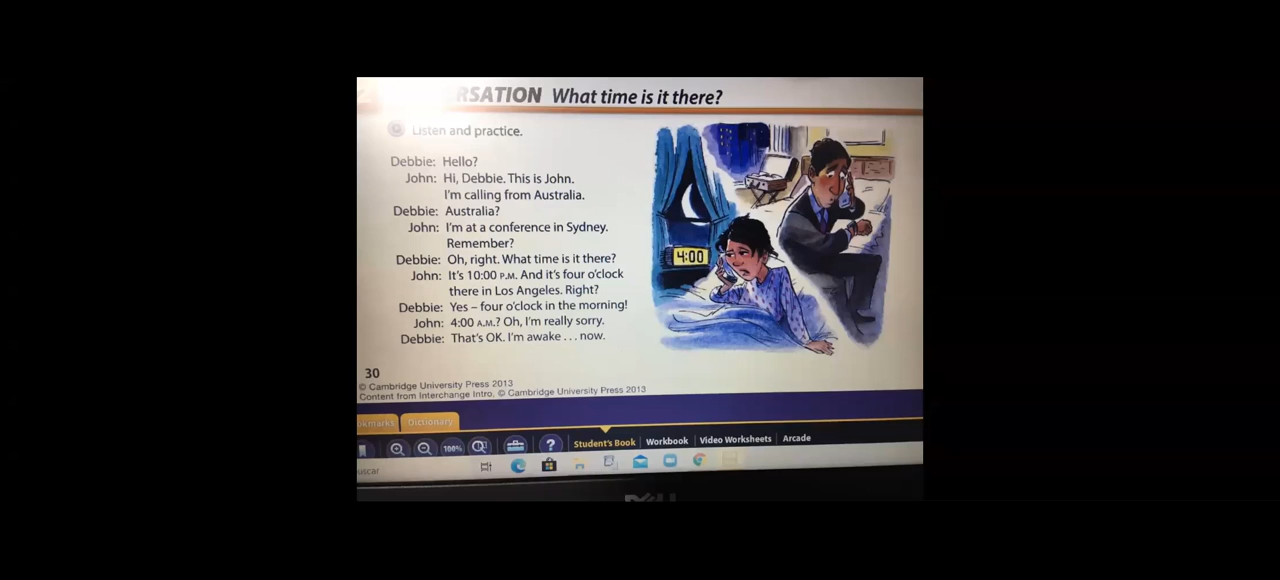 RSATION What time is it there?
Listen and practice.
Debbie: Hello?
John: Hi, Debbie. This is John.
I'm calling from Australia.
Debbie: Australia?
John: I'm at a conference in Sydney.
Remember?
Debbie: Oh, right. What time is it there?
John: It's 10:00 P.M. And it's four o'clock
there in Los Angeles. Right?
Debbie: Yes – four o'clock in the morning!
John: 4:00 A.M.? Oh, I'm really sorry.
Debbie: That's OK. I'm awake . . . now.
4:00
30
© Cambridge University Press 2013
Content from Interchange Intro, © Cambridge University Press 2013
okmarks Dictionary
100%
? Student's Book Workbook Video Worksheets Arcade
uscar
DELL